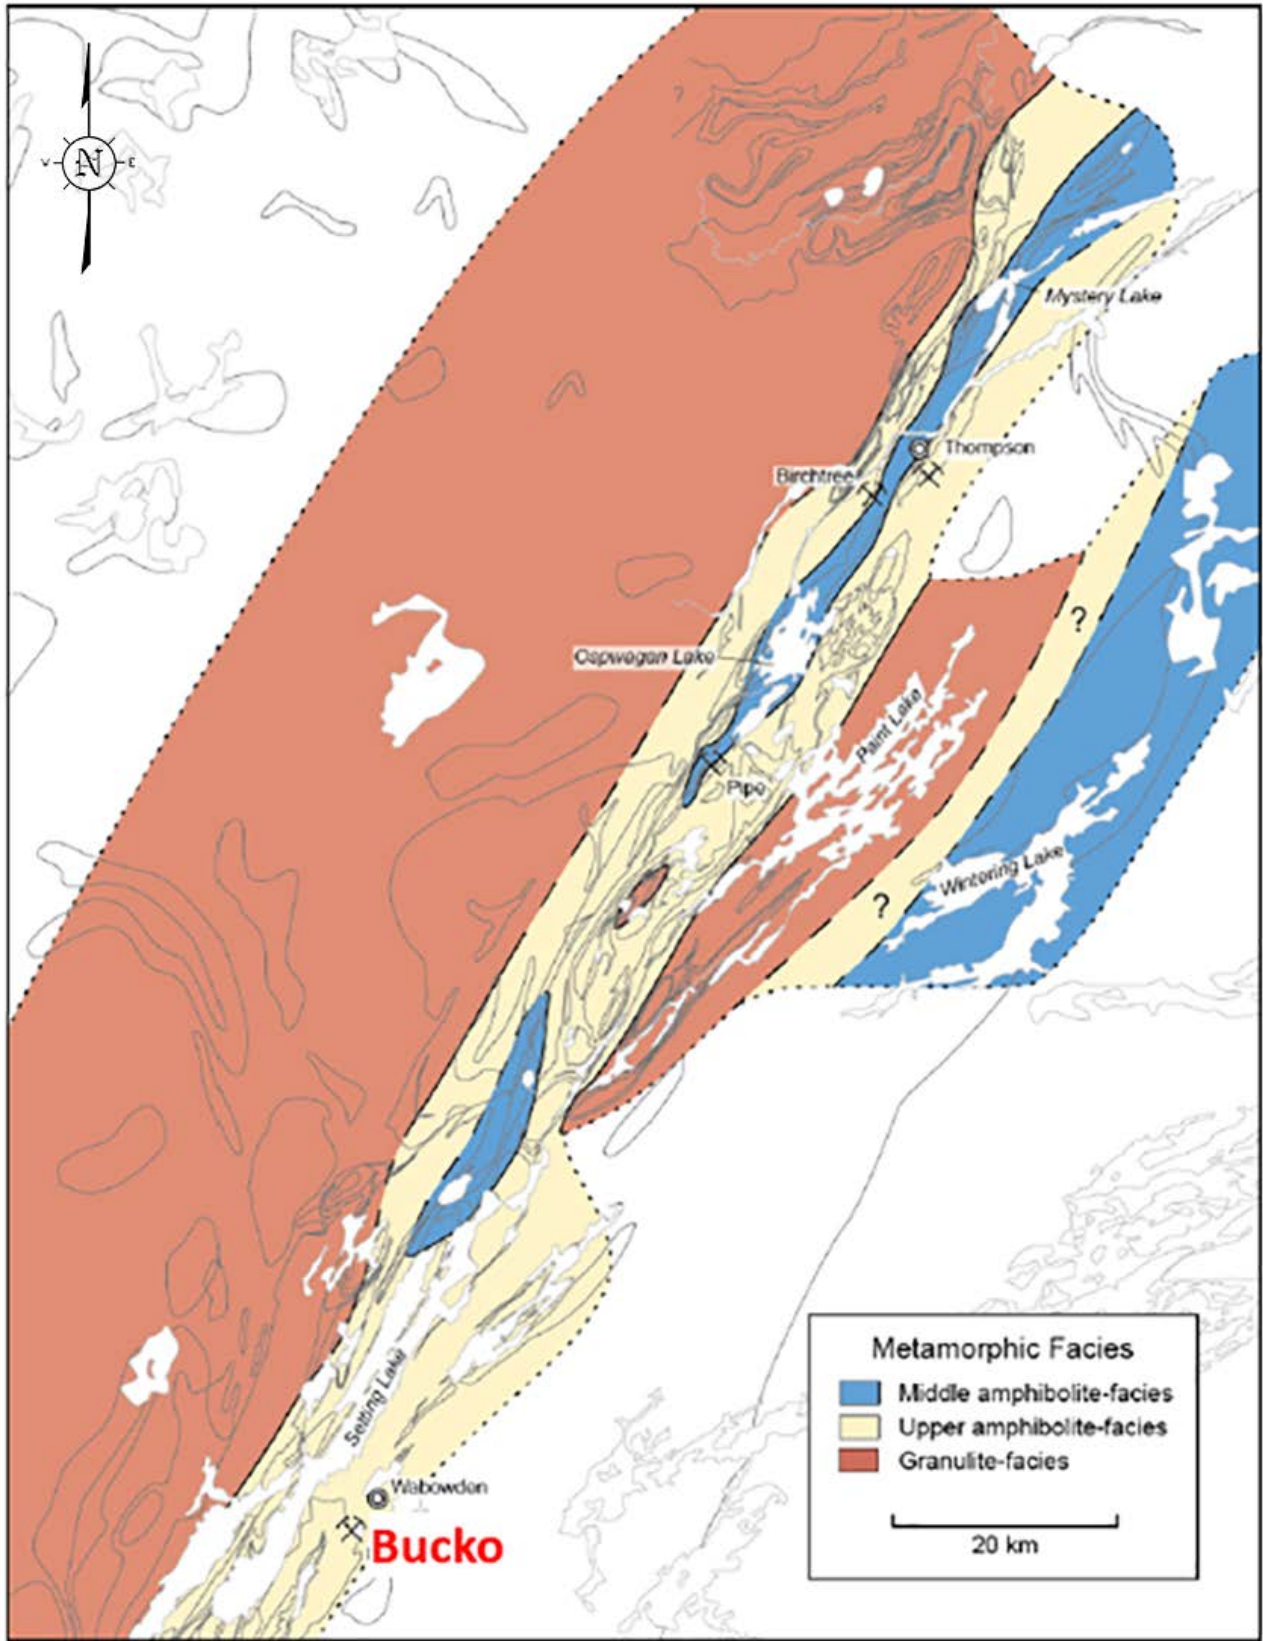 N
E
Mystery Lake
Thompson
Birchtree
?
Ospwagan Lake
Paint Lake
Pipe
Wintering Lake
?
Setting Lake
Wabowden
Bucko
Metamorphic Facies
Middle amphibolite-facies
Upper amphibolite-facies
Granulite-facies
20 km